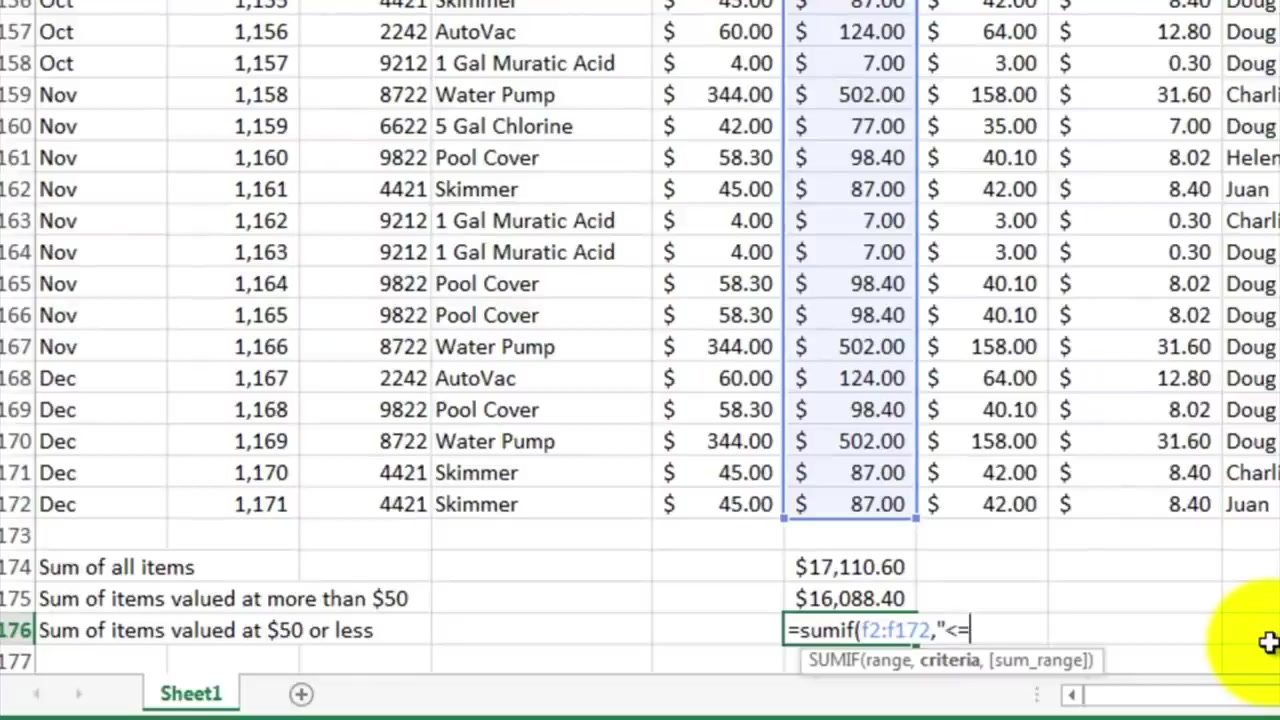 156 Oct 1,155 4421 Skimmer $ 45.00 $ 87.00 $ 42.00 $ 8.40 Doug
157 Oct 1,156 2242 AutoVac $ 60.00 $ 124.00 $ 64.00 $ 12.80 Doug
158 Oct 1,157 9212 1 Gal Muratic Acid $ 4.00 $ 7.00 $ 3.00 $ 0.30 Doug
159 Nov 1,158 8722 Water Pump $ 344.00 $ 502.00 $ 158.00 $ 31.60 Charli
160 Nov 1,159 6622 5 Gal Chlorine $ 42.00 $ 77.00 $ 35.00 $ 7.00 Doug
161 Nov 1,160 9822 Pool Cover $ 58.30 $ 98.40 $ 40.10 $ 8.02 Helen
162 Nov 1,161 4421 Skimmer $ 45.00 $ 87.00 $ 42.00 $ 8.40 Juan
163 Nov 1,162 9212 1 Gal Muratic Acid $ 4.00 $ 7.00 $ 3.00 $ 0.30 Charli
164 Nov 1,163 9212 1 Gal Muratic Acid $ 4.00 $ 7.00 $ 3.00 $ 0.30 Doug
165 Nov 1,164 9822 Pool Cover $ 58.30 $ 98.40 $ 40.10 $ 8.02 Doug
166 Nov 1,165 9822 Pool Cover $ 58.30 $ 98.40 $ 40.10 $ 8.02 Doug
167 Nov 1,166 8722 Water Pump $ 344.00 $ 502.00 $ 158.00 $ 31.60 Doug
168 Dec 1,167 2242 AutoVac $ 60.00 $ 124.00 $ 64.00 $ 12.80 Doug
169 Dec 1,168 9822 Pool Cover $ 58.30 $ 98.40 $ 40.10 $ 8.02 Doug
170 Dec 1,169 8722 Water Pump $ 344.00 $ 502.00 $ 158.00 $ 31.60 Doug
171 Dec 1,170 4421 Skimmer $ 45.00 $ 87.00 $ 42.00 $ 8.40 Charli
172 Dec 1,171 4421 Skimmer $ 45.00 $ 87.00 $ 42.00 $ 8.40 Juan
173
174 Sum of all items $17,110.60
175 Sum of items valued at more than $50 $16,088.40
176 Sum of items valued at $50 or less =sumif(f2:f172,"<=
SUMIF(range, criteria, [sum_range])
177
Sheet1